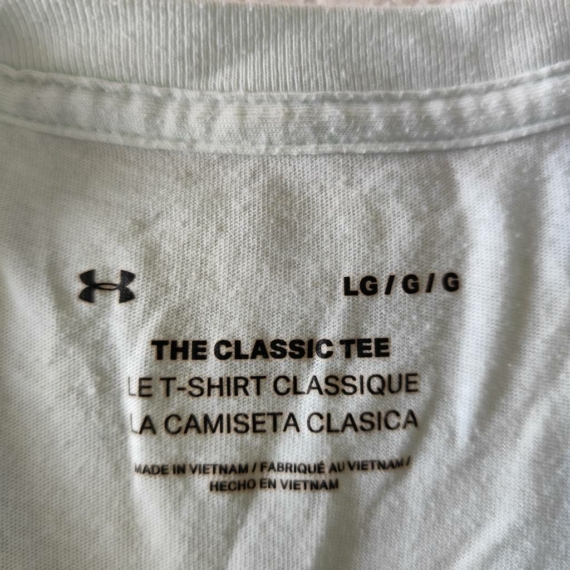 LG / G / G
THE CLASSIC TEE
LE T-SHIRT CLASSIQUE
LA CAMISETA CLASICA
MADE IN VIETNAM / FABRIQUÉ AU VIETNAM /
HECHO EN VIETNAM